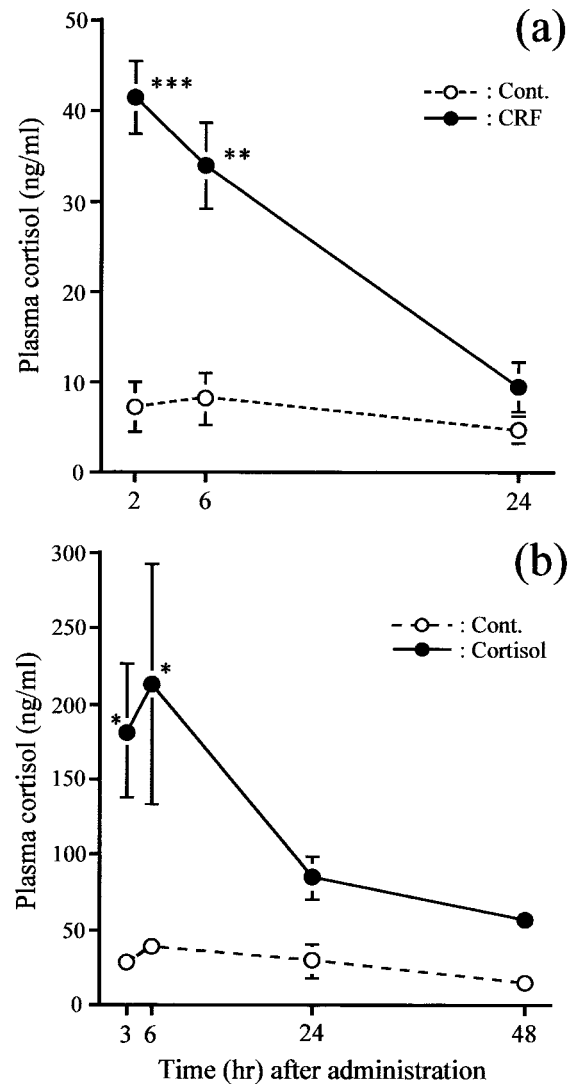 (a)
50
40
30
20
10
0
Plasma cortisol (ng/ml)
: Cont.
: CRF
***
**
2 6 24
(b)
300
250
200
150
100
50
0
Plasma cortisol (ng/ml)
: Cont.
: Cortisol
*
*
3 6 24 48
Time (hr) after administration